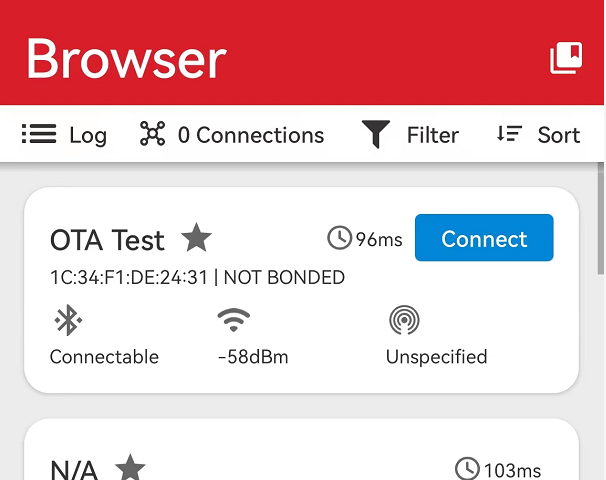 Browser
Log 0 Connections Filter Sort
OTA Test 96ms Connect
1C:34:F1:DE:24:31 | NOT BONDED
Connectable -58dBm Unspecified
N/A 103ms